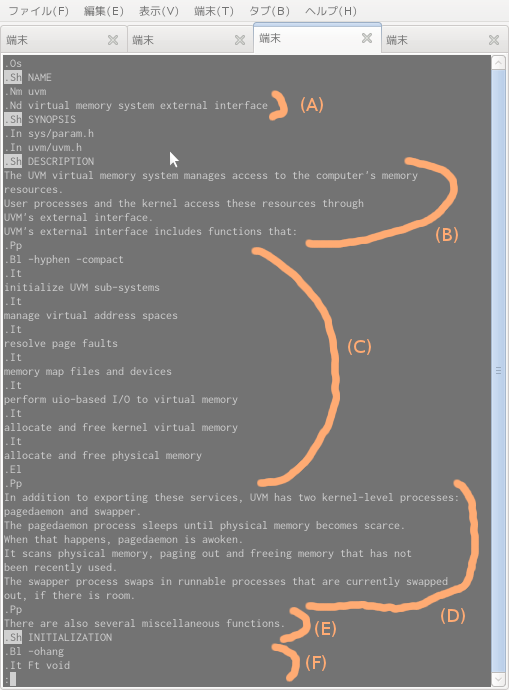 ファイル(F) 編集(E) 表示(V) 端末(T) タブ(B) ヘルプ(H)
端末 端末 端末 端末
.Os
.Sh NAME
.Nm uvm
.Nd virtual memory system external interface
(A)
.Sh SYNOPSIS
.In sys/param.h
.In uvm/uvm.h
.Sh DESCRIPTION
The UVM virtual memory system manages access to the computer's memory
resources.
User processes and the kernel access these resources through
UVM's external interface.
UVM's external interface includes functions that:
(B)
.Pp
.Bl -hyphen -compact
.It
initialize UVM sub-systems
.It
manage virtual address spaces
.It
resolve page faults
(C)
.It
memory map files and devices
.It
perform uio-based I/O to virtual memory
.It
allocate and free kernel virtual memory
.It
allocate and free physical memory
.El
.Pp
In addition to exporting these services, UVM has two kernel-level processes:
pagedaemon and swapper.
The pagedaemon process sleeps until physical memory becomes scarce.
When that happens, pagedaemon is awoken.
It scans physical memory, paging out and freeing memory that has not
been recently used.
The swapper process swaps in runnable processes that are currently swapped
out, if there is room.
(D)
.Pp
There are also several miscellaneous functions.
(E)
.Sh INITIALIZATION
.Bl -ohang
.It Ft void
(F)
: